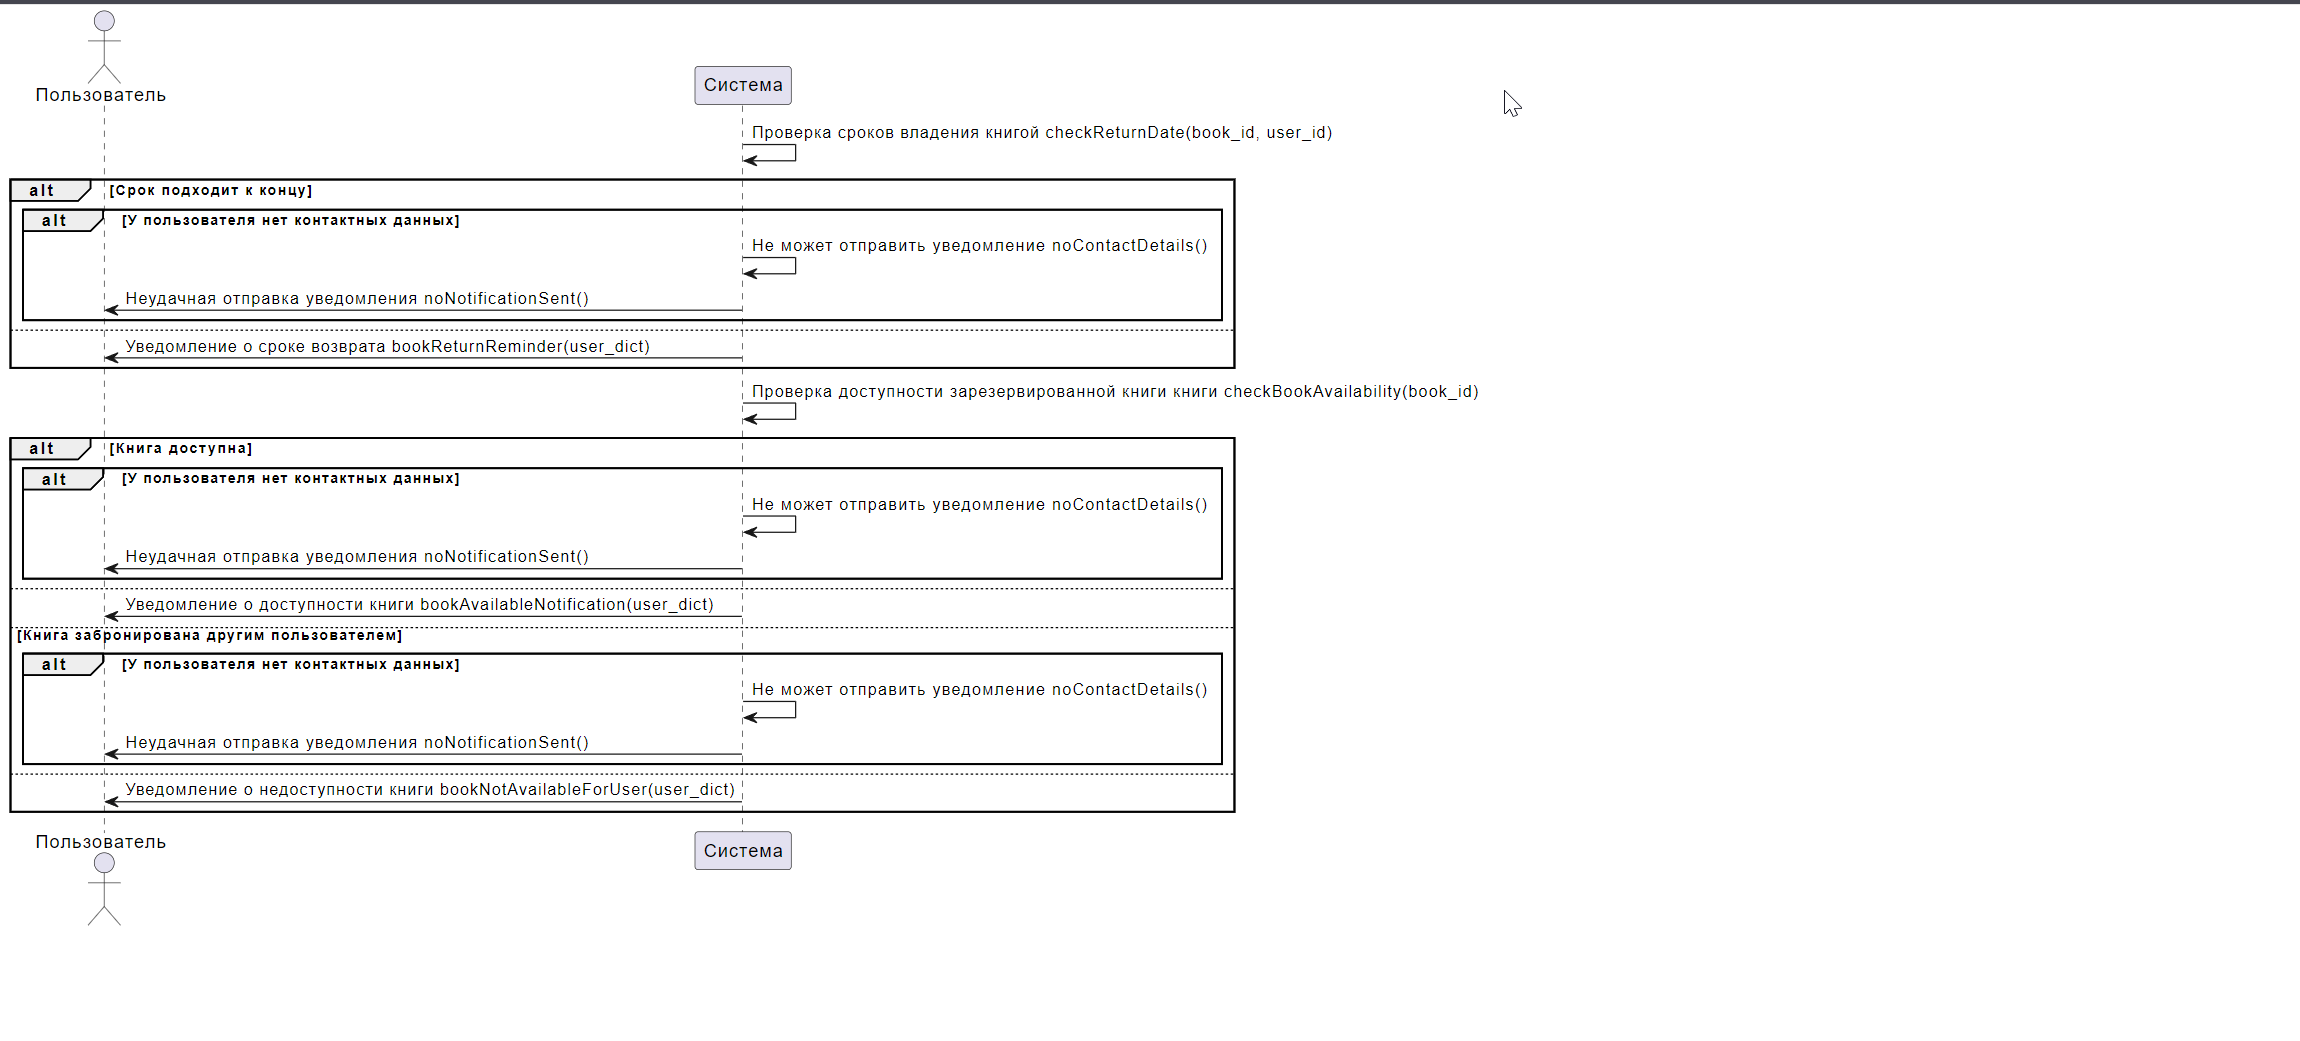 Пользователь
Система
Проверка сроков владения книгой checkReturnDate(book_id, user_id)
alt [Срок подходит к концу]
alt [У пользователя нет контактных данных]
Не может отправить уведомление noContactDetails()
Неудачная отправка уведомления noNotificationSent()
Уведомление о сроке возврата bookReturnReminder(user_dict)
Проверка доступности зарезервированной книги книги checkBookAvailability(book_id)
alt [Книга доступна]
alt [У пользователя нет контактных данных]
Не может отправить уведомление noContactDetails()
Неудачная отправка уведомления noNotificationSent()
Уведомление о доступности книги bookAvailableNotification(user_dict)
[Книга забронирована другим пользователем]
alt [У пользователя нет контактных данных]
Не может отправить уведомление noContactDetails()
Неудачная отправка уведомления noNotificationSent()
Уведомление о недоступности книги bookNotAvailableForUser(user_dict)
Пользователь
Система